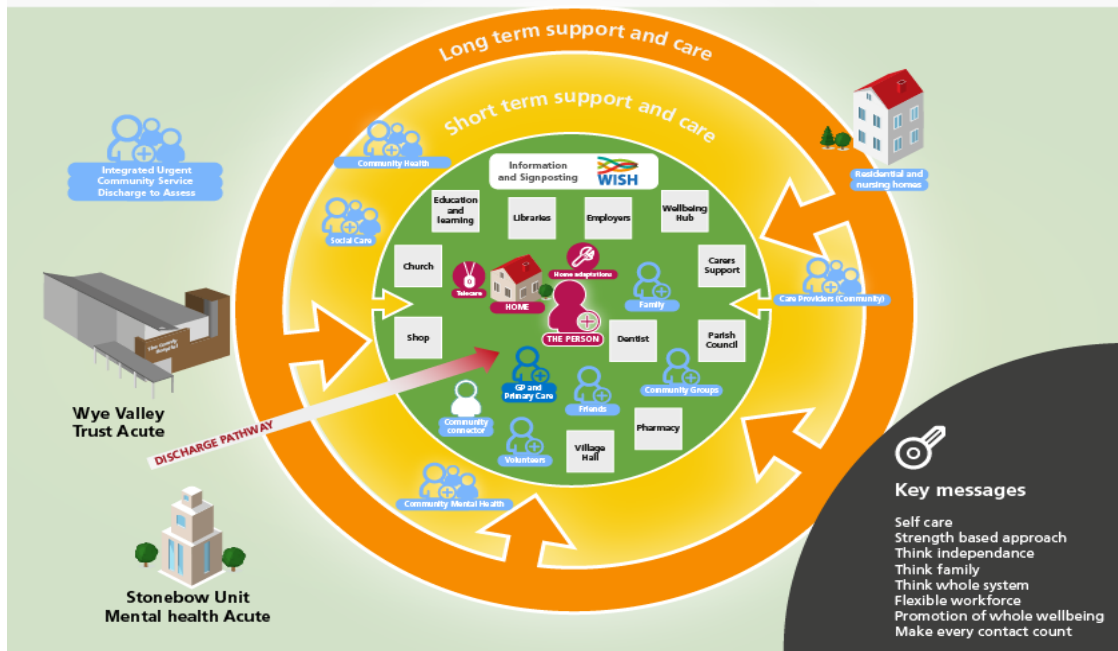 Long term support and care
Short term support and care
Integrated Urgent
Community Service
Discharge to Assess
Community Health
Social Care
Information
and Signposting
WISH
Residential and
nursing homes
Education
and
learning
Libraries
Employers
Wellbeing
Hub
Church
Telecare
HOME
Home adaptations
Family
Carers
Support
Care Providers (Community)
Shop
THE PERSON
Dentist
Parish
Council
The County
Hospital
Wye Valley
Trust Acute
DISCHARGE PATHWAY
GP and
Primary Care
Community Groups
Community
connector
Friends
Volunteers
Village
Hall
Pharmacy
Community Mental Health
Stonebow Unit
Mental health Acute
Key messages
Self care
Strength based approach
Think independance
Think family
Think whole system
Flexible workforce
Promotion of whole wellbeing
Make every contact count